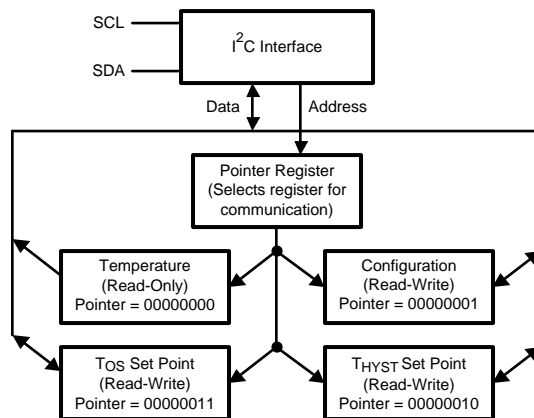 SCL
I²C Interface
SDA
Data
Address
Pointer Register
(Selects register for
communication)
Temperature
(Read-Only)
Pointer = 00000000
Configuration
(Read-Write)
Pointer = 00000001
TOS Set Point
(Read-Write)
Pointer = 00000011
THYST Set Point
(Read-Write)
Pointer = 00000010